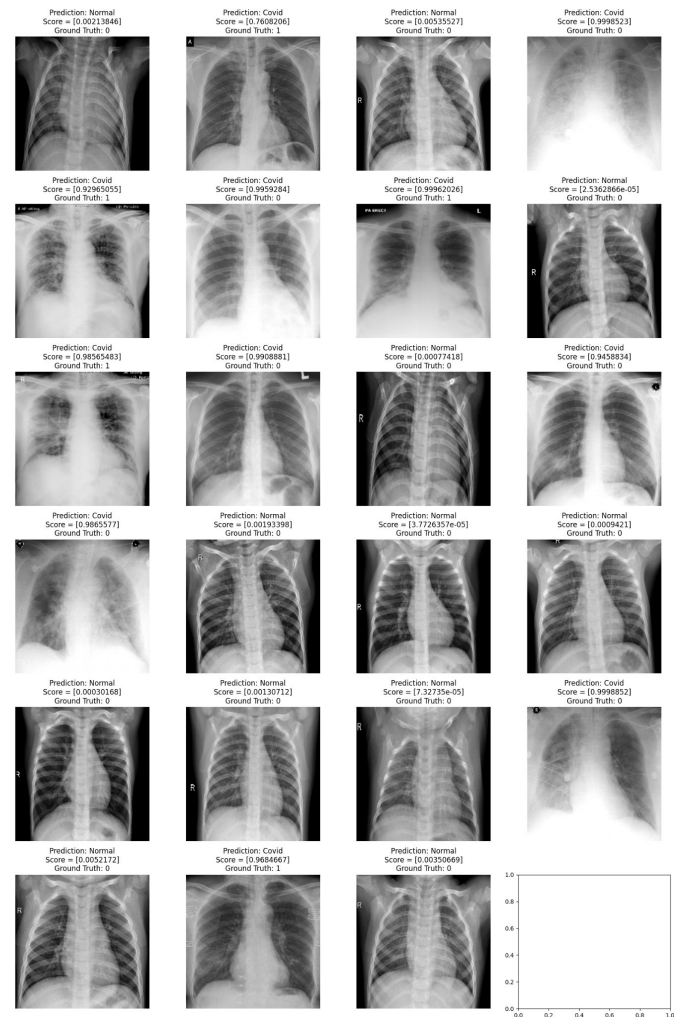 Prediction: Normal
Score = [0.00213846]
Ground Truth: 0
Prediction: Covid
Score = [0.7608206]
Ground Truth: 1
A
Prediction: Normal
Score = [0.00535527]
Ground Truth: 0
R
Prediction: Covid
Score = [0.9998523]
Ground Truth: 0
Prediction: Covid
Score = [0.92965055]
Ground Truth: 1
Prediction: Covid
Score = [0.9959284]
Ground Truth: 0
Prediction: Covid
Score = [0.99962026]
Ground Truth: 1
L
Prediction: Normal
Score = [2.5362866e-05]
Ground Truth: 0
R
Prediction: Covid
Score = [0.98565483]
Ground Truth: 1
Prediction: Covid
Score = [0.9908881]
Ground Truth: 0
L
Prediction: Normal
Score = [0.00077418]
Ground Truth: 0
R
Prediction: Covid
Score = [0.9458834]
Ground Truth: 0
Prediction: Covid
Score = [0.9865577]
Ground Truth: 0
Prediction: Normal
Score = [0.00193398]
Ground Truth: 0
R
Prediction: Normal
Score = [3.7726357e-05]
Ground Truth: 0
R
Prediction: Normal
Score = [0.0009421]
Ground Truth: 0
R
Prediction: Normal
Score = [0.00030168]
Ground Truth: 0
R
Prediction: Normal
Score = [0.00130712]
Ground Truth: 0
R
Prediction: Normal
Score = [7.32735e-05]
Ground Truth: 0
R
Prediction: Covid
Score = [0.9998852]
Ground Truth: 0
Prediction: Normal
Score = [0.0052172]
Ground Truth: 0
R
Prediction: Covid
Score = [0.9684667]
Ground Truth: 1
Prediction: Normal
Score = [0.00350669]
Ground Truth: 0
R
1.0
0.8
0.6
0.4
0.2
0.0
0.0 0.2 0.4 0.6 0.8 1.0